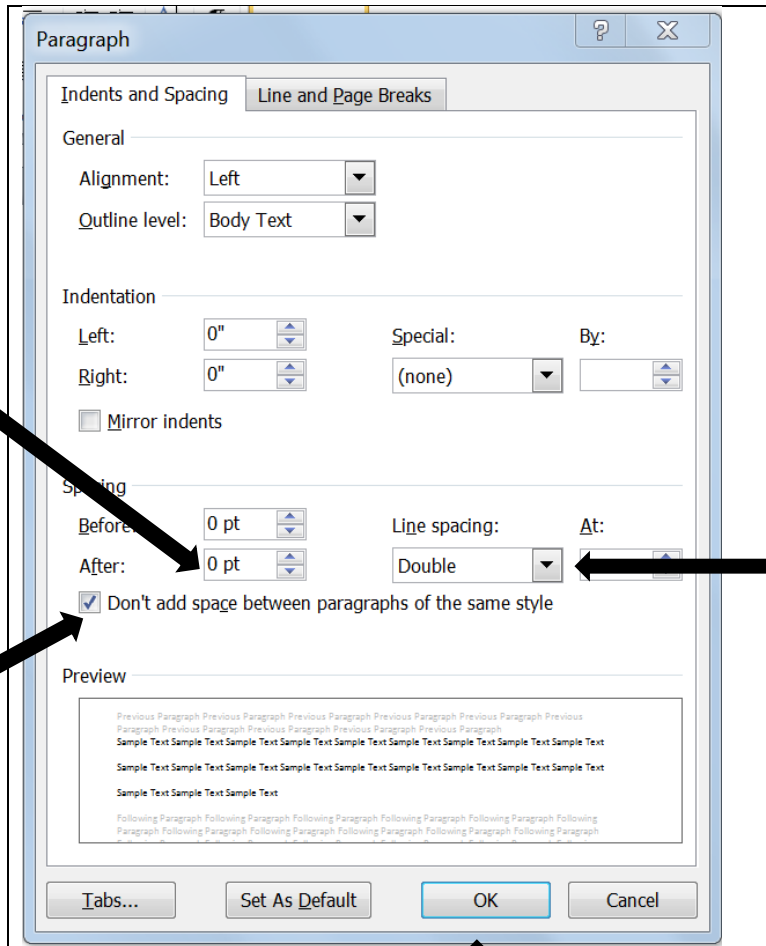 Paragraph
Indents and Spacing Line and Page Breaks
General
Alignment: Left
Outline level: Body Text
Indentation
Left: 0" Special: By:
Right: 0" (none)
Mirror indents
Spacing
Before: 0 pt Line spacing: At:
After: 0 pt Double
Don't add space between paragraphs of the same style
Preview
Previous Paragraph Previous Paragraph Previous Paragraph Previous Paragraph Previous Paragraph Previous
Paragraph Previous Paragraph Previous Paragraph Previous Paragraph Previous Paragraph
Sample Text Sample Text Sample Text Sample Text Sample Text Sample Text Sample Text Sample Text Sample Text
Sample Text Sample Text Sample Text Sample Text Sample Text Sample Text Sample Text Sample Text Sample Text
Sample Text Sample Text Sample Text
Following Paragraph Following Paragraph Following Paragraph Following Paragraph Following Paragraph Following
Paragraph Following Paragraph Following Paragraph Following Paragraph Following Paragraph Following Paragraph
Tabs... Set As Default OK Cancel